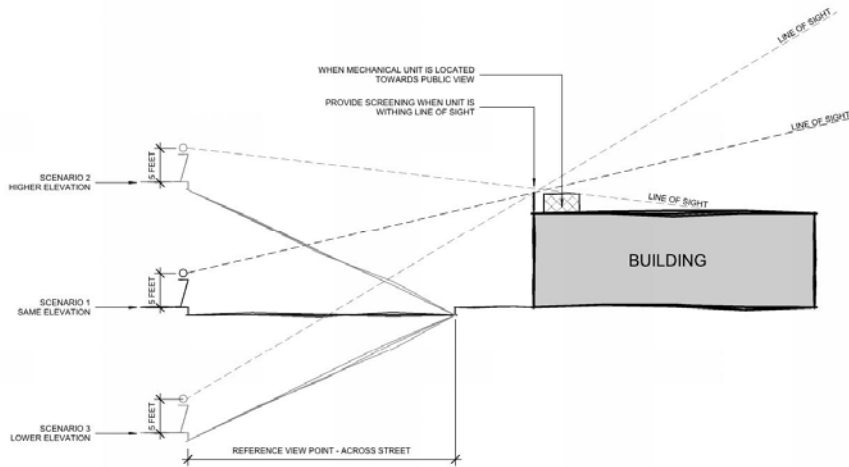 LINE OF SIGHT
WHEN MECHANICAL UNIT IS LOCATED
TOWARDS PUBLIC VIEW
PROVIDE SCREENING WHEN UNIT IS
WITHING LINE OF SIGHT
LINE OF SIGHT
5 FEET
SCENARIO 2
HIGHER ELEVATION
LINE OF SIGHT
BUILDING
5 FEET
SCENARIO 1
SAME ELEVATION
5 FEET
SCENARIO 3
LOWER ELEVATION
REFERENCE VIEW POINT - ACROSS STREET